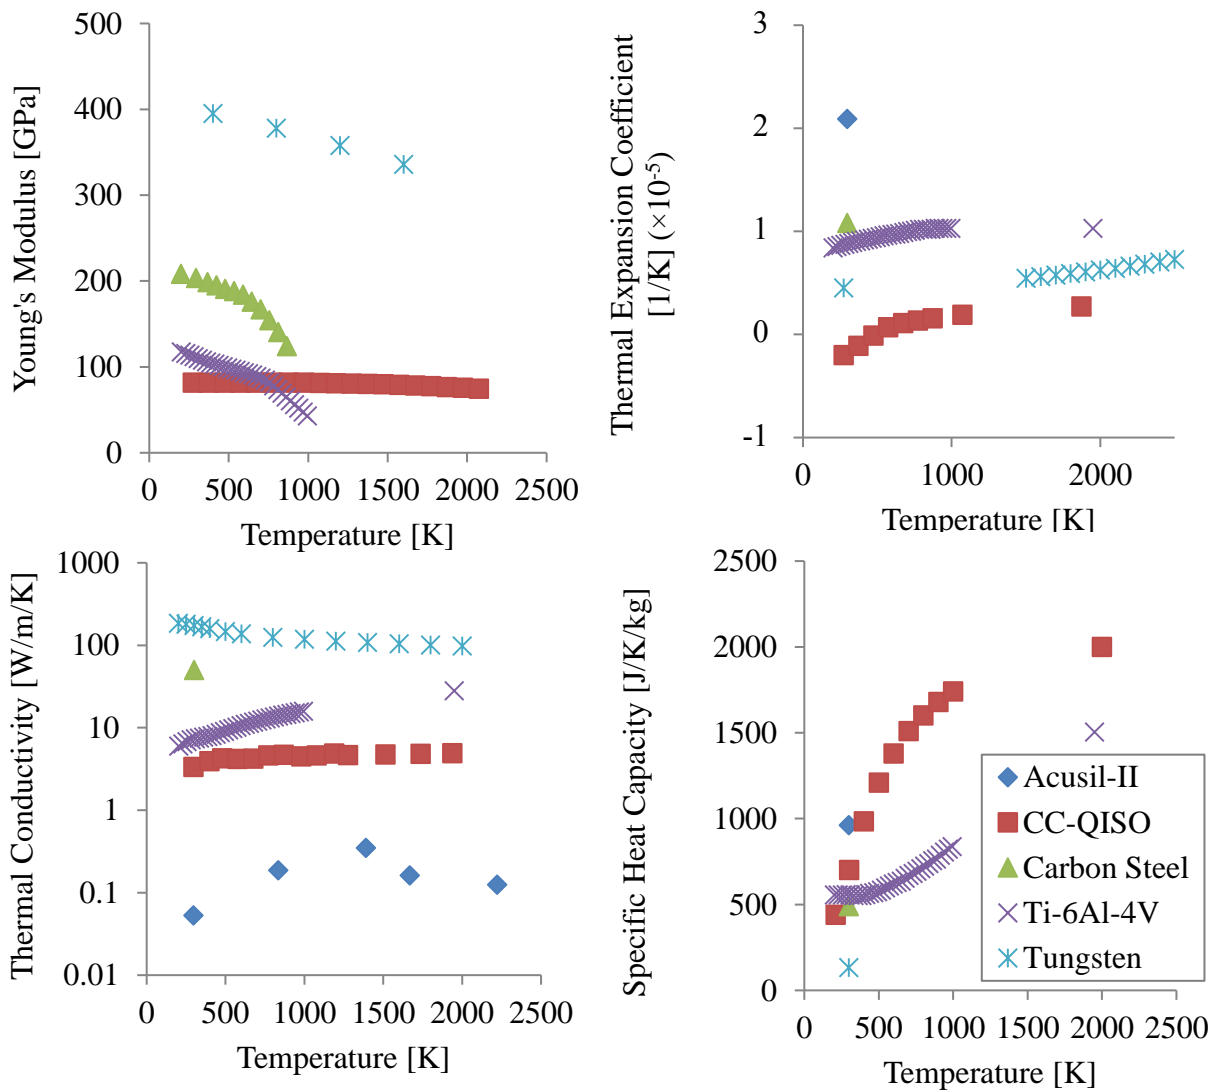 Young's Modulus [GPa]
500
400
300
200
100
0
0 500 1000 1500 2000 2500
Temperature [K]
Thermal Expansion Coefficient
[1/K] (×10-5)
3
2
1
0
-1
0 1000 2000
Temperature [K]
Thermal Conductivity [W/m/K]
1000
100
10
1
0.1
0.01
0 500 1000 1500 2000 2500
Temperature [K]
Specific Heat Capacity [J/K/kg]
2500
2000
1500
1000
500
0
0 500 1000 1500 2000 2500
Temperature [K]
Acusil-II
CC-QISO
Carbon Steel
Ti-6Al-4V
Tungsten